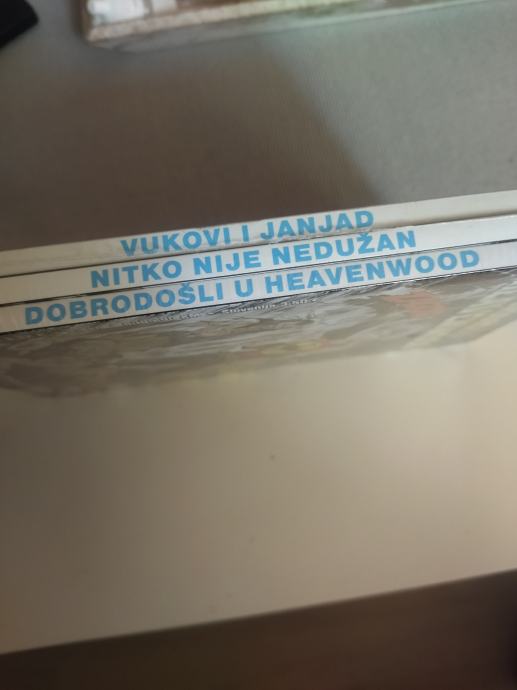 VUKOVI I JANJAD
NITKO NIJE NEDUŽAN
DOBRODOŠLI U HEAVENWOOD